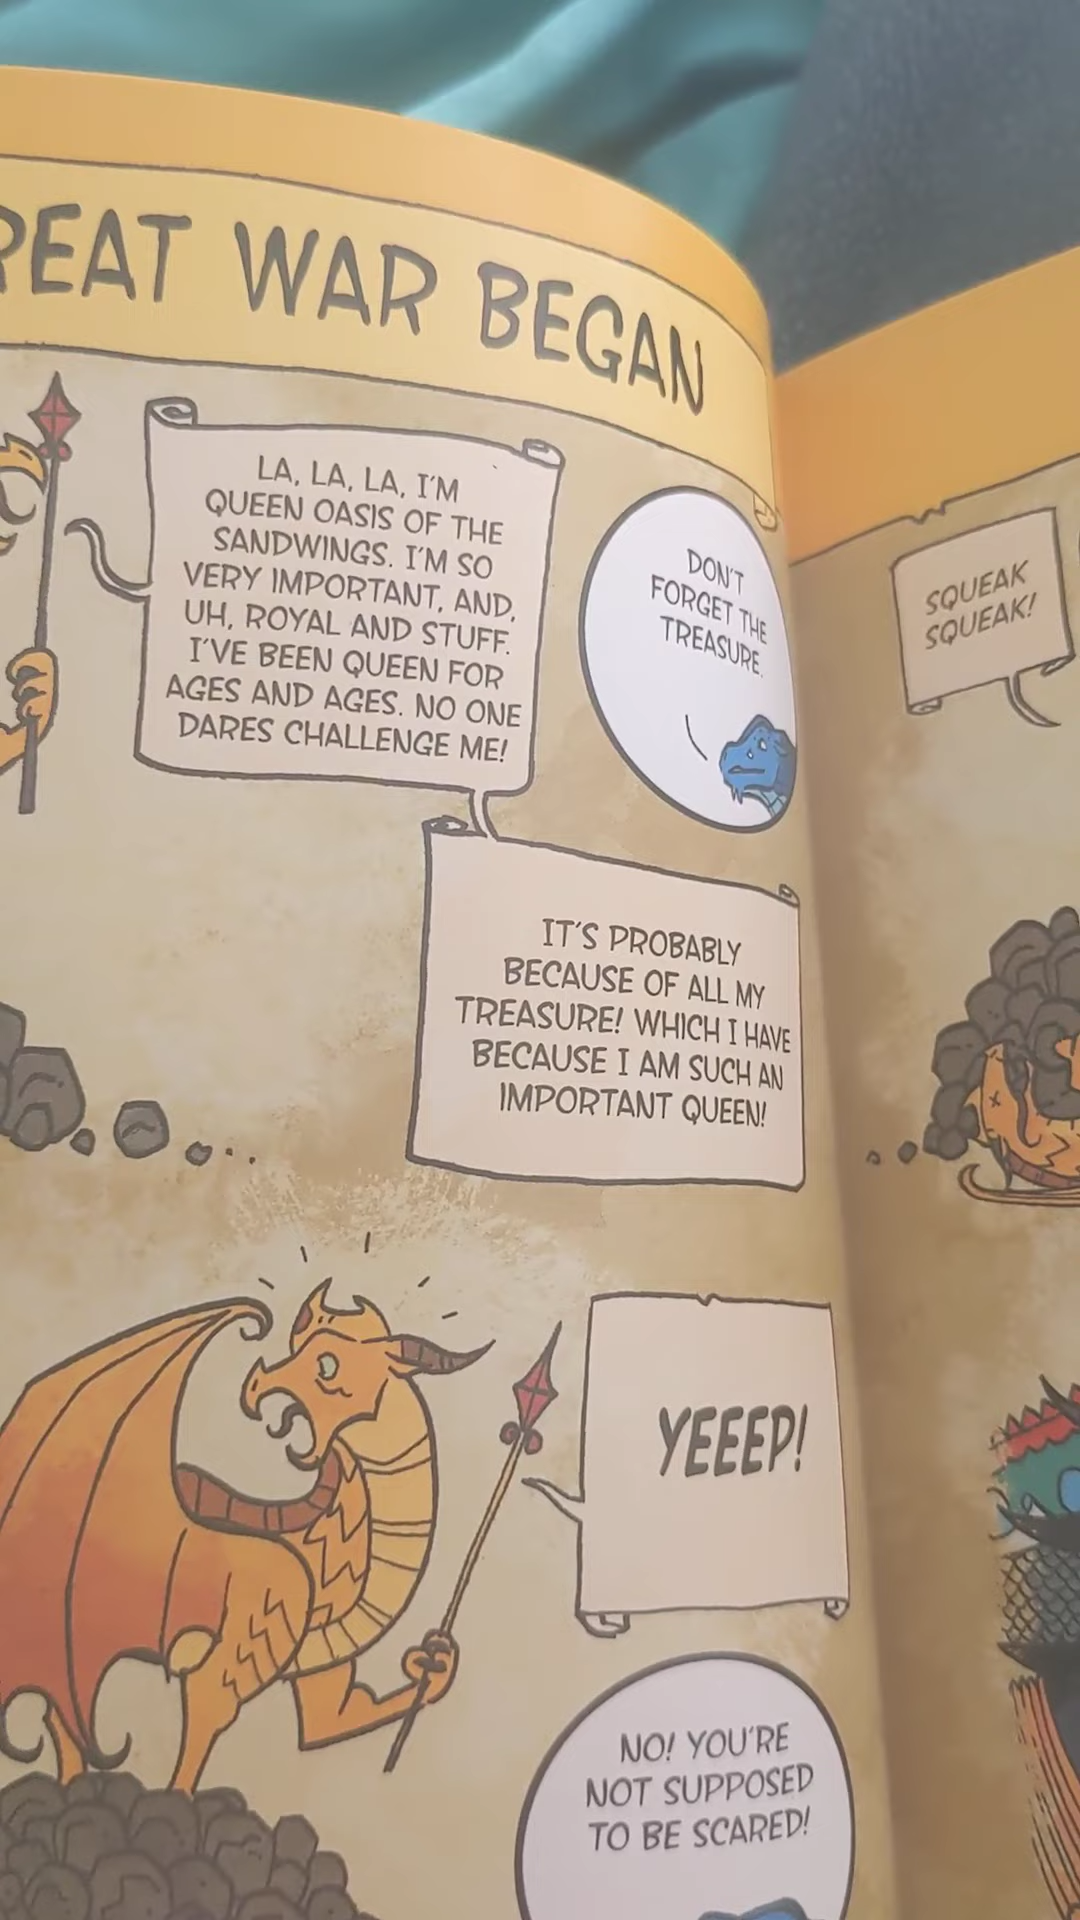 REAT WAR BEGAN
LA, LA, LA, I'M
QUEEN OASIS OF THE
SANDWINGS. I'M SO
VERY IMPORTANT, AND,
UH, ROYAL AND STUFF.
I'VE BEEN QUEEN FOR
AGES AND AGES. NO ONE
DARES CHALLENGE ME!
DON'T
FORGET THE
TREASURE.
IT'S PROBABLY
BECAUSE OF ALL MY
TREASURE! WHICH I HAVE
BECAUSE I AM SUCH AN
IMPORTANT QUEEN!
YEEEP!
NO! YOU'RE
NOT SUPPOSED
TO BE SCARED!
SQUEAK
SQUEAK!